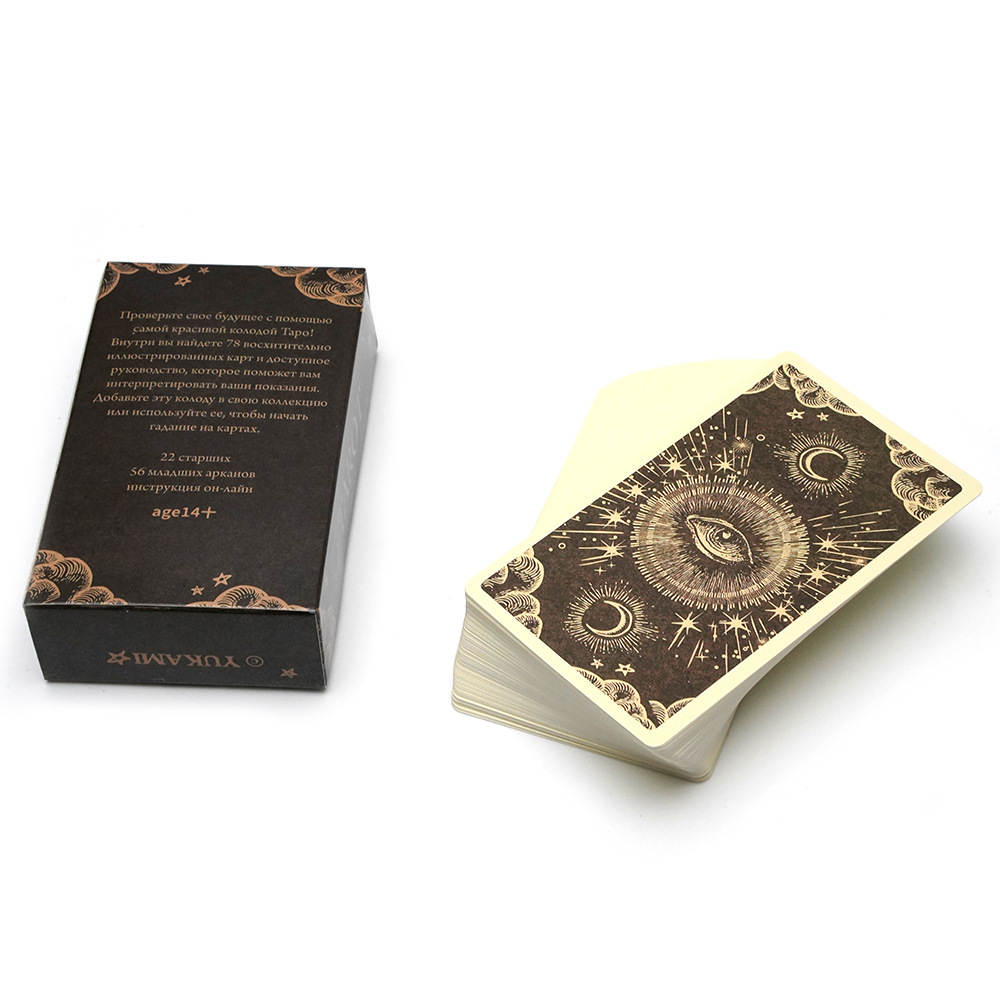 Проверьте свое будущее с помощью
самой красивой колодой Таро!
Внутри вы найдете 78 восхитительно
иллюстрированных карт и доступное
руководство, которое поможет вам
интерпретировать ваши показания.
Добавьте эту колоду в свою коллекцию
или используйте ее, чтобы начать
гадание на картах.
22 старших
56 младших арканов
инструкция он-лайн
age14+
© YUKAMI